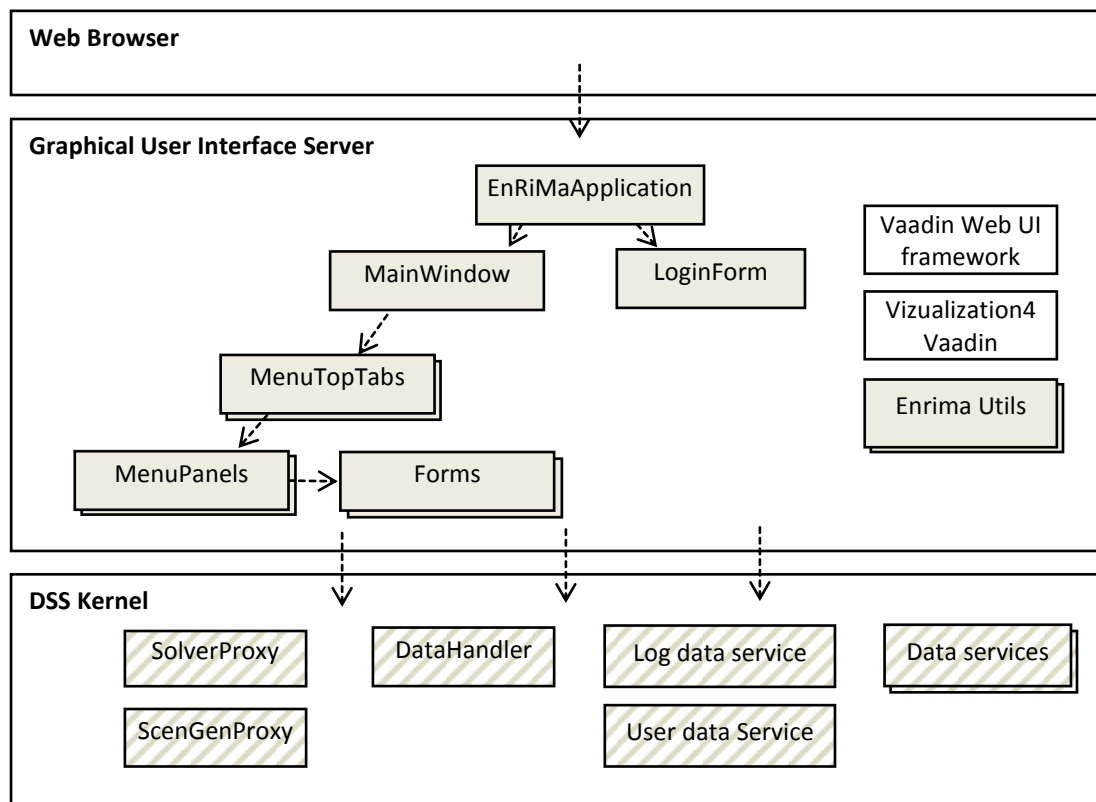 Web Browser
Graphical User Interface Server
EnRiMaApplication
MainWindow
LoginForm
Vaadin Web UI
framework
Vizualization4
Vaadin
MenuTopTabs
Enrima Utils
MenuPanels
Forms
DSS Kernel
SolverProxy
DataHandler
Log data service
Data services
ScenGenProxy
User data Service